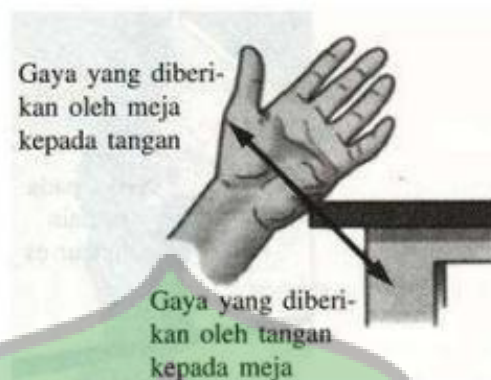 Gaya yang diberi-
kan oleh meja
kepada tangan
Gaya yang diberi-
kan oleh tangan
kepada meja